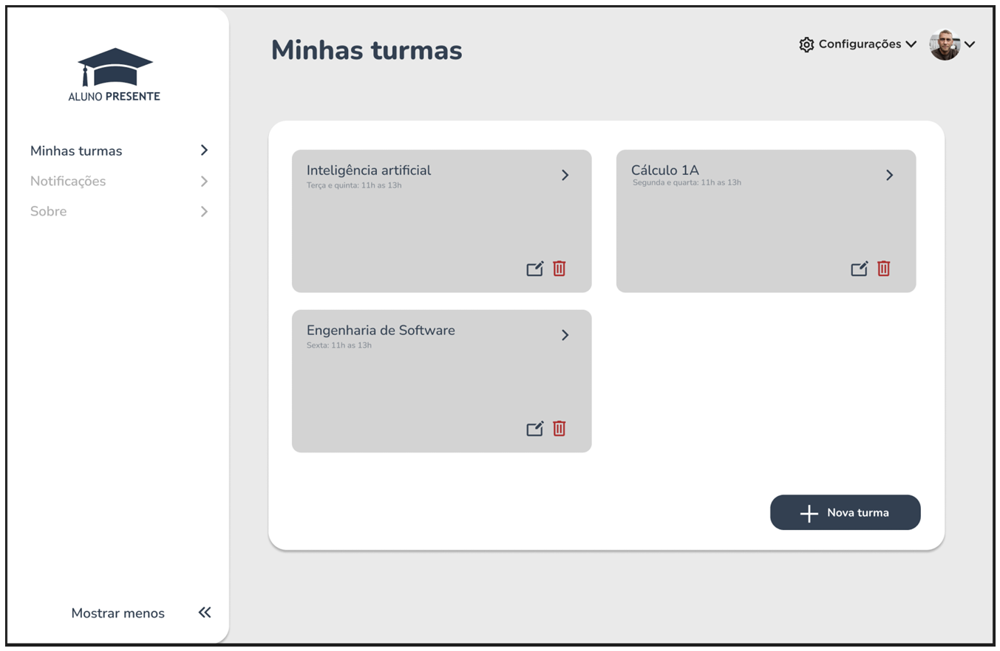 ALUNO PRESENTE
Minhas turmas
Notificações
Sobre
Mostrar menos
Minhas turmas
Configurações
Inteligência artificial
Terça e quinta: 11h as 13h
Cálculo 1A
Segunda e quarta: 11h as 13h
Engenharia de Software
Sexta: 11h as 13h
Nova turma